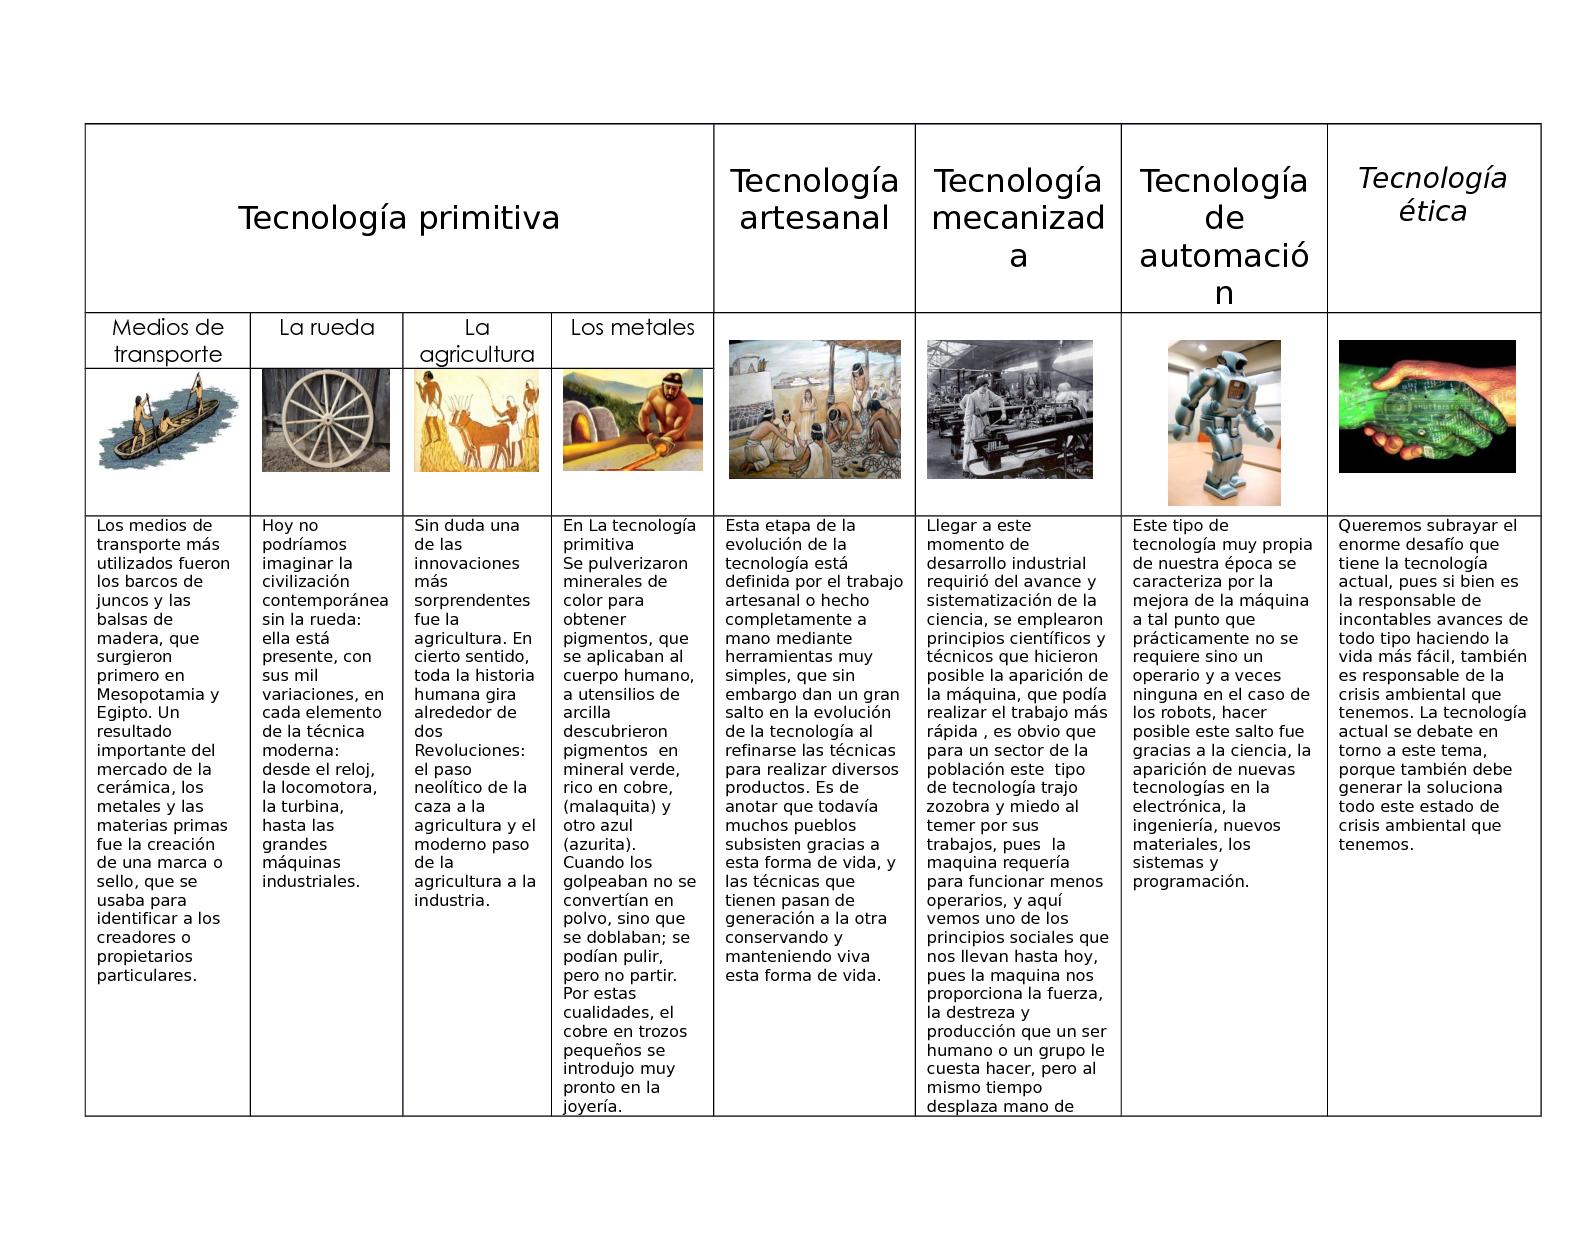 Tecnología primitiva
Tecnología
artesanal
Tecnología
mecanizad
a
Tecnología
de
automació
n
Tecnología
ética
Medios de
transporte
La rueda
La
agricultura
Los metales
shutterstock
Los medios de
transporte más
utilizados fueron
los barcos de
juncos y las
balsas de
madera, que
surgieron
primero en
Mesopotamia y
Egipto. Un
resultado
importante del
mercado de la
cerámica, los
metales y las
materias primas
fue la creación
de una marca o
sello, que se
usaba para
identificar a los
creadores o
propietarios
particulares.
Hoy no
podríamos
imaginar la
civilización
contemporánea
sin la rueda:
ella está
presente, con
sus mil
variaciones, en
cada elemento
de la técnica
moderna:
desde el reloj,
la locomotora,
la turbina,
hasta las
grandes
máquinas
industriales.
Sin duda una
de las
innovaciones
más
sorprendentes
fue la
agricultura. En
cierto sentido,
toda la historia
humana gira
alrededor de
dos
Revoluciones:
el paso
neolítico de la
caza a la
agricultura y el
moderno paso
de la
agricultura a la
industria.
En La tecnología
primitiva
Se pulverizaron
minerales de
color para
obtener
pigmentos, que
se aplicaban al
cuerpo humano,
a utensilios de
arcilla
descubrieron
pigmentos  en
mineral verde,
rico en cobre,
(malaquita) y
otro azul
(azurita).
Cuando los
golpeaban no se
convertían en
polvo, sino que
se doblaban; se
podían pulir,
pero no partir.
Por estas
cualidades, el
cobre en trozos
pequeños se
introdujo muy
pronto en la
joyería.
Esta etapa de la
evolución de la
tecnología está
definida por el trabajo
artesanal o hecho
completamente a
mano mediante
herramientas muy
simples, que sin
embargo dan un gran
salto en la evolución
de la tecnología al
refinarse las técnicas
para realizar diversos
productos. Es de
anotar que todavía
muchos pueblos
subsisten gracias a
esta forma de vida, y
las técnicas que
tienen pasan de
generación a la otra
conservando y
manteniendo viva
esta forma de vida.
Llegar a este
momento de
desarrollo industrial
requirió del avance y
sistematización de la
ciencia, se emplearon
principios científicos y
técnicos que hicieron
posible la aparición de
la máquina, que podía
realizar el trabajo más
rápida , es obvio que
para un sector de la
población este  tipo
de tecnología trajo
zozobra y miedo al
temer por sus
trabajos, pues  la
maquina requería
para funcionar menos
operarios, y aquí
vemos uno de los
principios sociales que
nos llevan hasta hoy,
pues la maquina nos
proporciona la fuerza,
la destreza y
producción que un ser
humano o un grupo le
cuesta hacer, pero al
mismo tiempo
desplaza mano de
Este tipo de
tecnología muy propia
de nuestra época se
caracteriza por la
mejora de la máquina
a tal punto que
prácticamente no se
requiere sino un
operario y a veces
ninguna en el caso de
los robots, hacer
posible este salto fue
gracias a la ciencia, la
aparición de nuevas
tecnologías en la
electrónica, la
ingeniería, nuevos
materiales, los
sistemas y
programación.
Queremos subrayar el
enorme desafío que
tiene la tecnología
actual, pues si bien es
la responsable de
incontables avances de
todo tipo haciendo la
vida más fácil, también
es responsable de la
crisis ambiental que
tenemos. La tecnología
actual se debate en
torno a este tema,
porque también debe
generar la soluciona
todo este estado de
crisis ambiental que
tenemos.